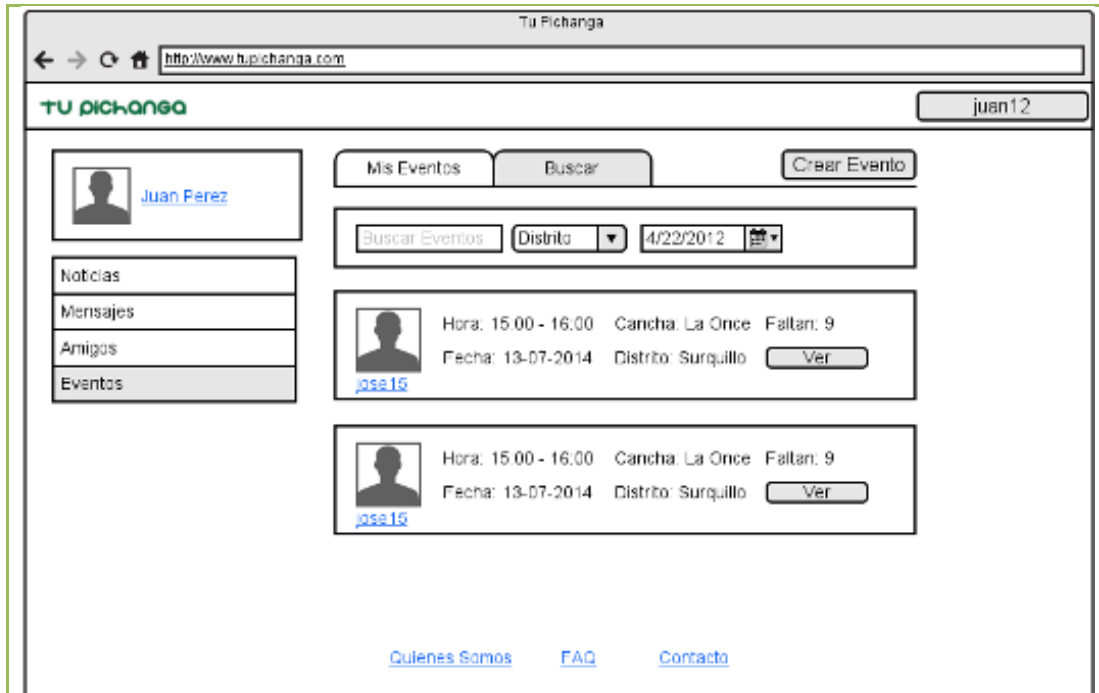 Tu Pichanga
http://www.tupichanga.com
TU PICHANGA
juan12
Juan Perez
Noticias
Mensajes
Amigos
Eventos
Mis Eventos
Buscar
Crear Evento
Buscar Eventos
Distrito
4/22/2012
Hora: 15:00 - 16:00 Cancha: La Once Faltan: 9
Fecha: 13-07-2014 Distrito: Surquillo Ver
jose15
Hora: 15:00 - 16:00 Cancha: La Once Faltan: 9
Fecha: 13-07-2014 Distrito: Surquillo Ver
jose15
Quienes Somos FAQ Contacto